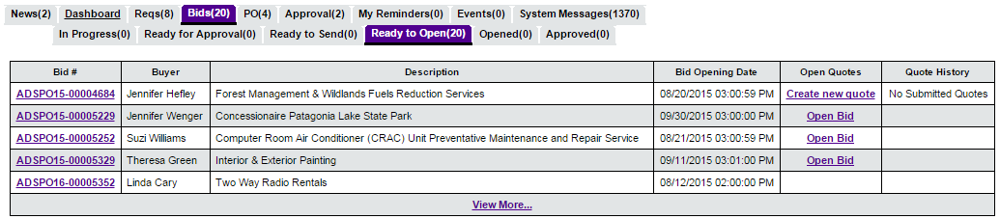 News(2) Dashboard Reqs(8) Bids(20) PO(4) Approval(2) My Reminders(0) Events(0) System Messages(1370)
In Progress(0) Ready for Approval(0) Ready to Send(0) Ready to Open(20) Opened(0) Approved(0)
Bid # Buyer Description Bid Opening Date Open Quotes Quote History
ADSPO15-00004684 Jennifer Hefley Forest Management & Wildlands Fuels Reduction Services 08/20/2015 03:00:59 PM Create new quote No Submitted Quotes
ADSPO15-00005229 Jennifer Wenger Concessionaire Patagonia Lake State Park 09/30/2015 03:00:00 PM Open Bid
ADSPO15-00005252 Suzi Williams Computer Room Air Conditioner (CRAC) Unit Preventative Maintenance and Repair Service 08/21/2015 03:00:59 PM Open Bid
ADSPO15-00005329 Theresa Green Interior & Exterior Painting 09/11/2015 03:01:00 PM Open Bid
ADSPO16-00005352 Linda Cary Two Way Radio Rentals 08/12/2015 02:00:00 PM
View More...